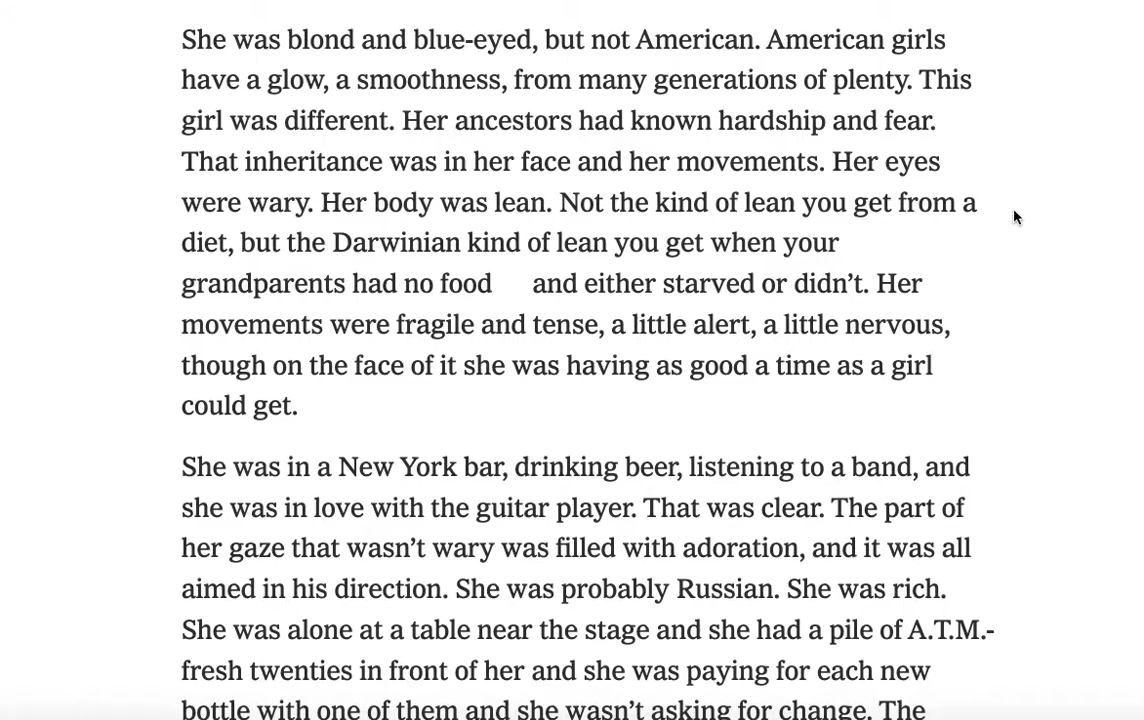 She was blond and blue-eyed, but not American. American girls
have a glow, a smoothness, from many generations of plenty. This
girl was different. Her ancestors had known hardship and fear.
That inheritance was in her face and her movements. Her eyes
were wary. Her body was lean. Not the kind of lean you get from a
diet, but the Darwinian kind of lean you get when your
grandparents had no food and either starved or didn’t. Her
movements were fragile and tense, a little alert, a little nervous,
though on the face of it she was having as good a time as a girl
could get.
She was in a New York bar, drinking beer, listening to a band, and
she was in love with the guitar player. That was clear. The part of
her gaze that wasn’t wary was filled with adoration, and it was all
aimed in his direction. She was probably Russian. She was rich.
She was alone at a table near the stage and she had a pile of A.T.M.-
fresh twenties in front of her and she was paying for each new
bottle with one of them and she wasn’t asking for change. The